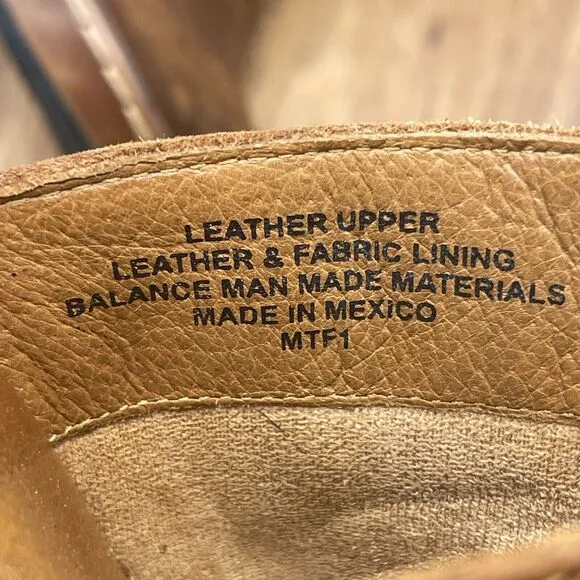 LEATHER UPPER
LEATHER & FABRIC LINING
BALANCE MAN MADE MATERIALS
MADE IN MEXICO
MTF1